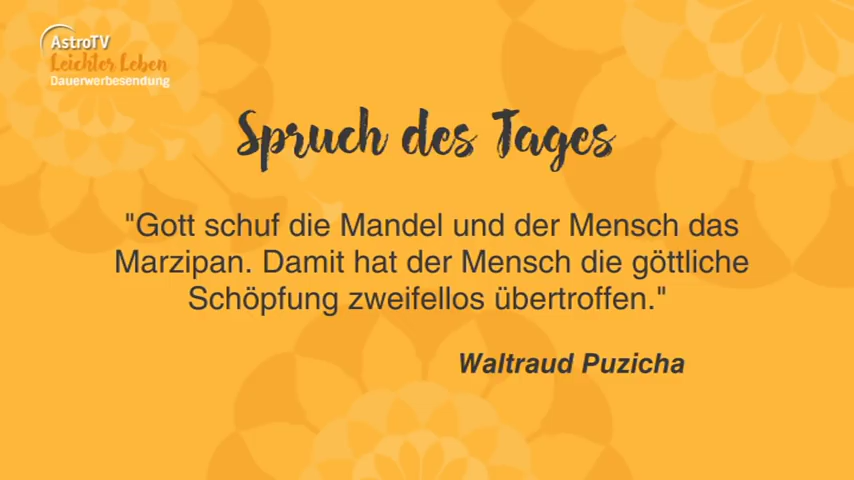 AstroTV
Leichter Leben
Dauerwerbesendung
Spruch des Tages
"Gott schuf die Mandel und der Mensch das
Marzipan. Damit hat der Mensch die göttliche
Schöpfung zweifellos übertroffen."
Waltraud Puzicha